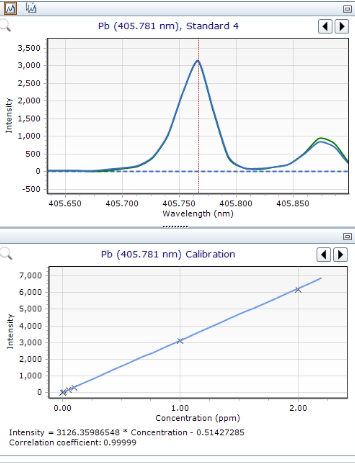 Pb (405.781 nm), Standard 4
3,500
3,000
2,500
2,000
1,500
1,000
500
0
-500
Intensity
405.650 405.700 405.750 405.800 405.850
Wavelength (nm)
Pb (405.781 nm) Calibration
7,000
6,000
5,000
4,000
3,000
2,000
1,000
0
Intensity
0.00 1.00 2.00
Concentration (ppm)
Intensity = 3126.35986548 * Concentration - 0.51427285
Correlation coefficient: 0.99999